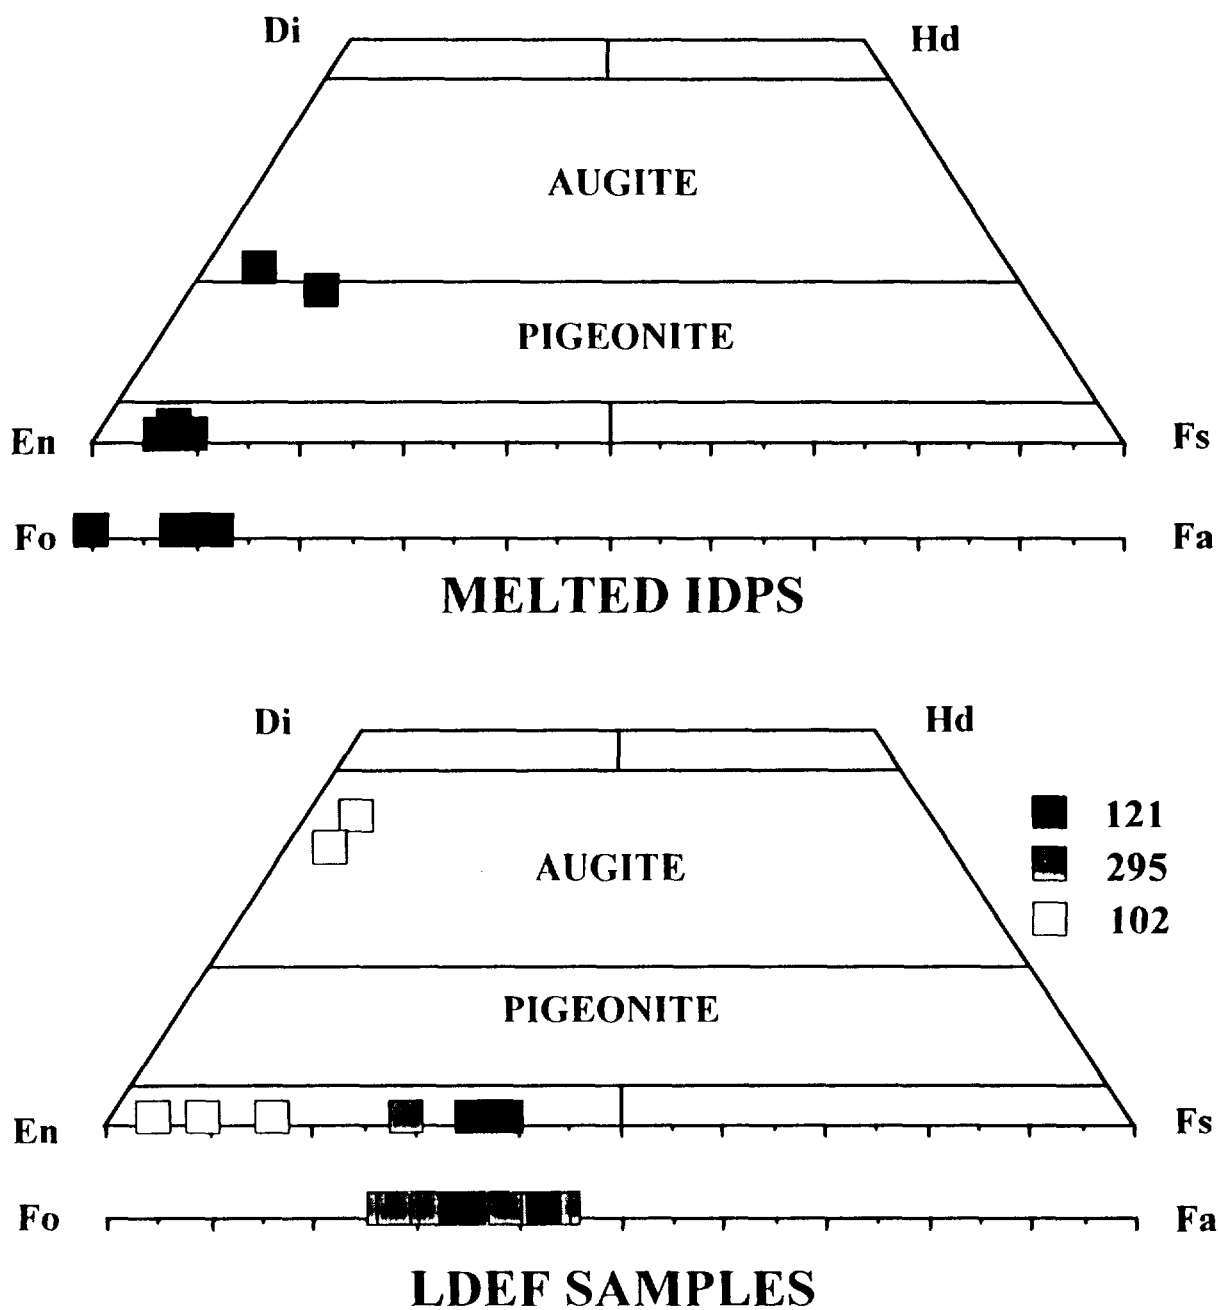 Di
Hd
AUGITE
PIGEONITE
En
Fs
Fo
Fa
MELTED IDPS
Di
Hd
121
295
102
AUGITE
PIGEONITE
En
Fs
Fo
Fa
LDEF SAMPLES